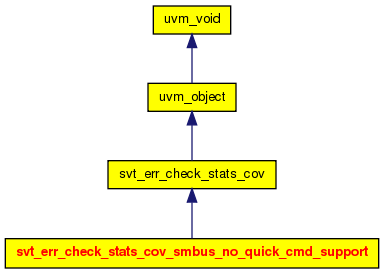 uvm_void
uvm_object
svt_err_check_stats_cov
svt_err_check_stats_cov_smbus_no_quick_cmd_support